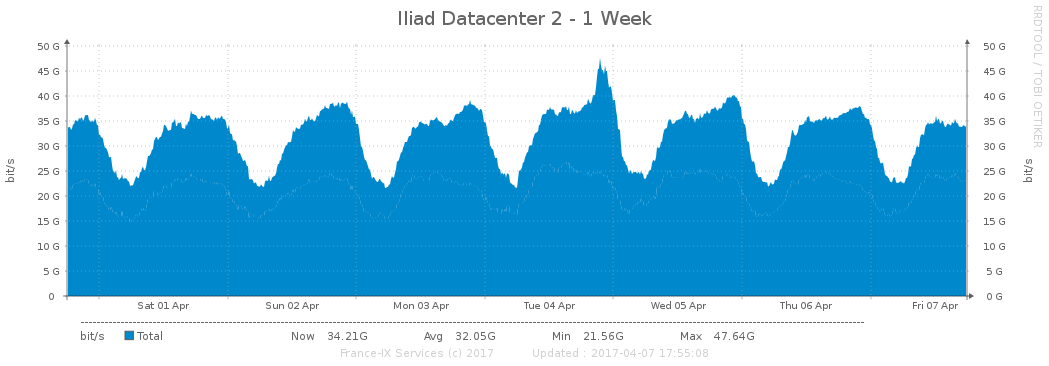 Iliad Datacenter 2 - 1 Week
RRDTOOL / TOBI OETIKER
50 G 50 G
45 G 45 G
40 G 40 G
35 G 35 G
30 G 30 G
25 G 25 G
20 G 20 G
15 G 15 G
10 G 10 G
5 G 5 G
0 0 G
bit/s bit/s
Sat 01 Apr Sun 02 Apr Mon 03 Apr Tue 04 Apr Wed 05 Apr Thu 06 Apr Fri 07 Apr
bit/s Total Now 34.21G Avg 32.05G Min 21.56G Max 47.64G
France-IX Services (c) 2017 Updated : 2017-04-07 17:55:08